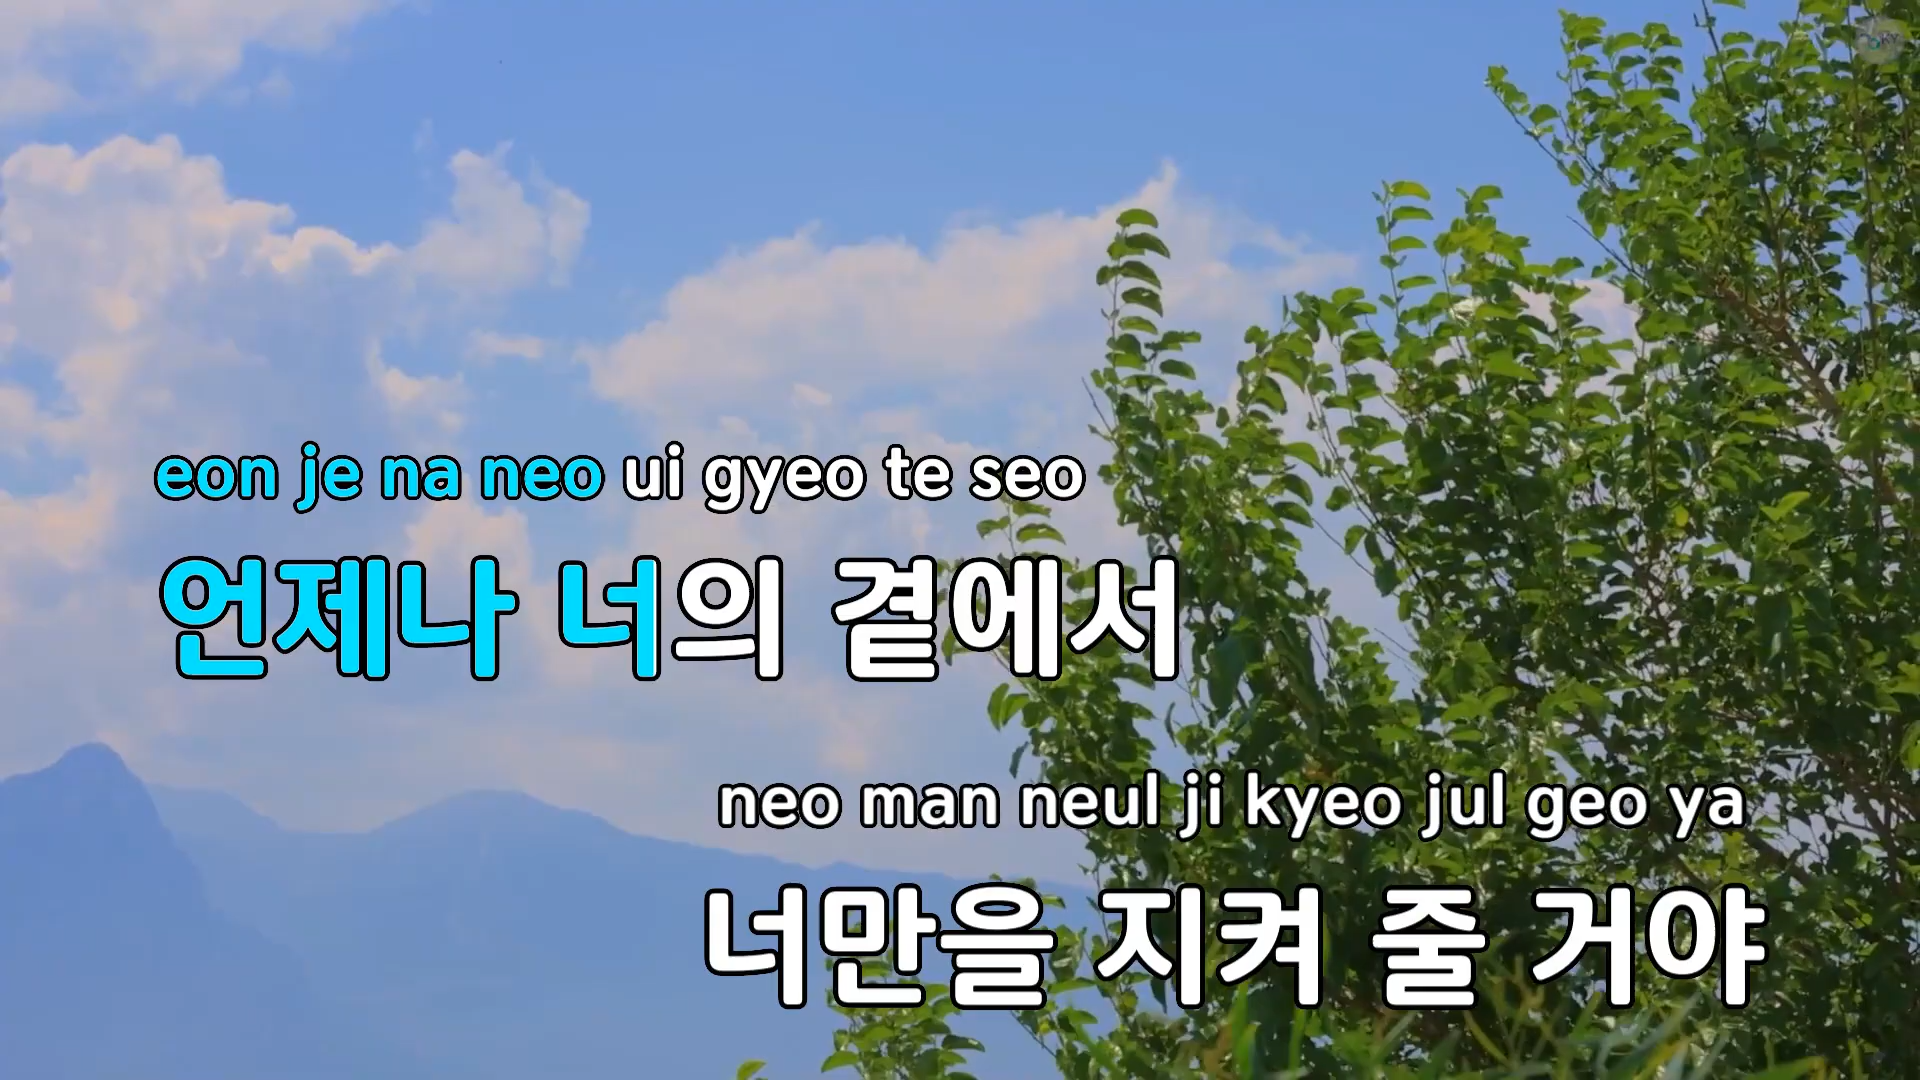 eon je na neo ui gyeo te seo
언제나 너의 곁에서
neo man neul ji kyeo jul geo ya
너만을 지켜 줄 거야